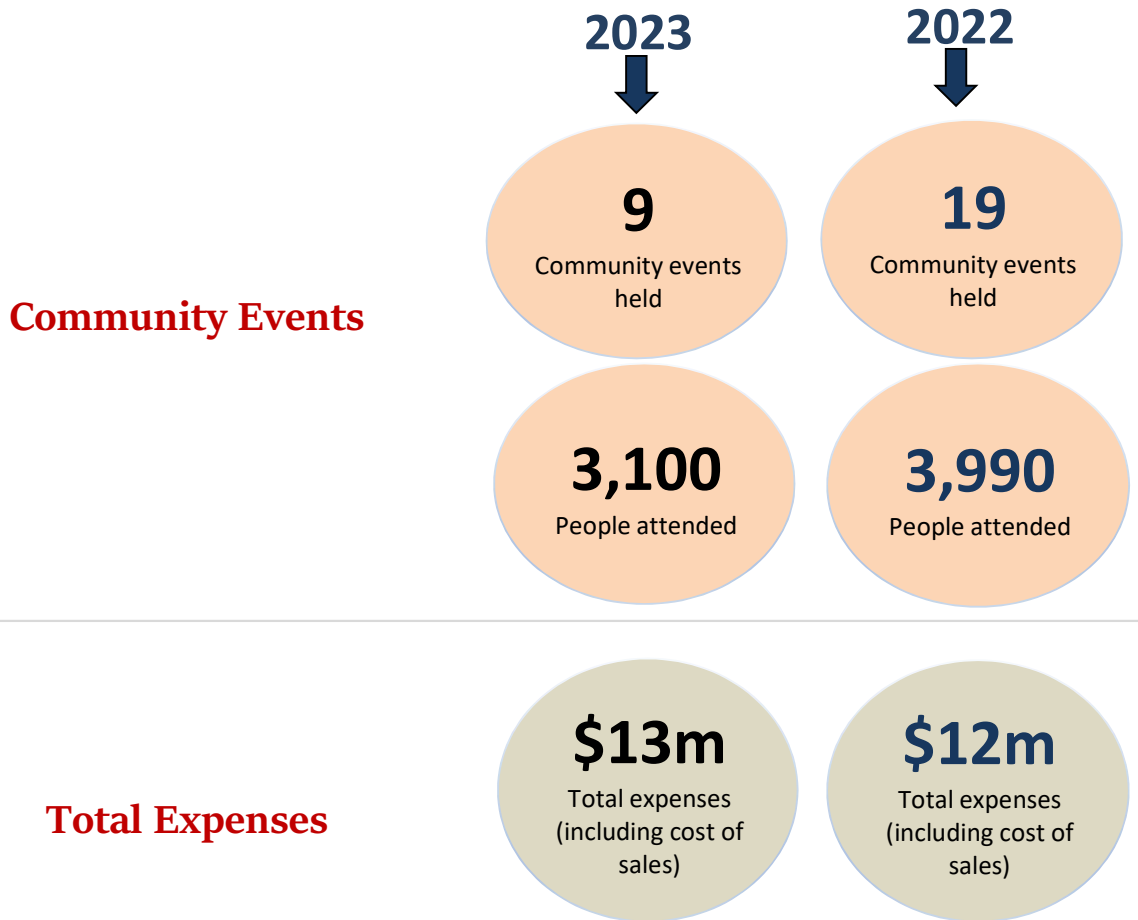 2023
2022
9
Community events
held
19
Community events
held
Community Events
3,100
People attended
3,990
People attended
$13m
Total expenses
(including cost of
sales)
$12m
Total expenses
(including cost of
sales)
Total Expenses